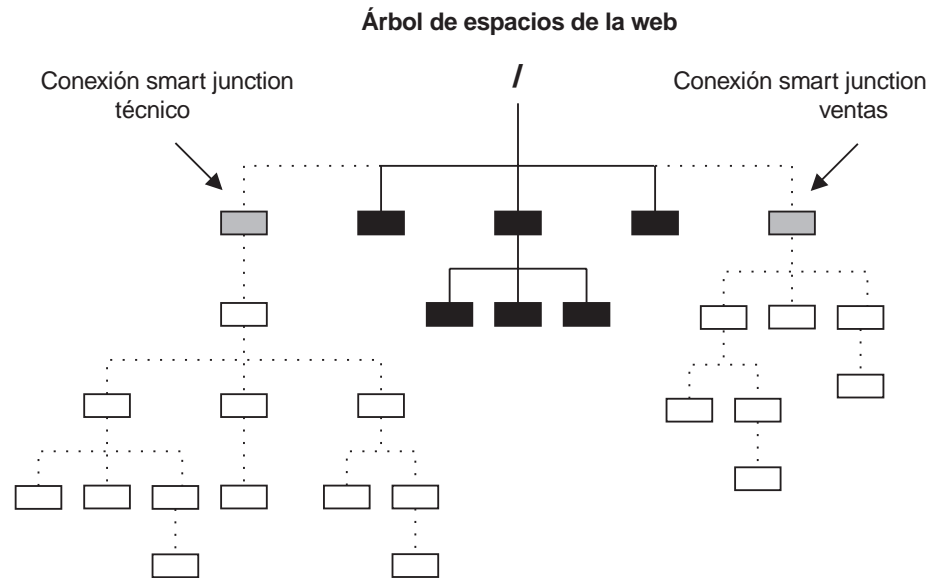 Árbol de espacios de la web
Conexión smart junction
técnico
/
Conexión smart junction
ventas